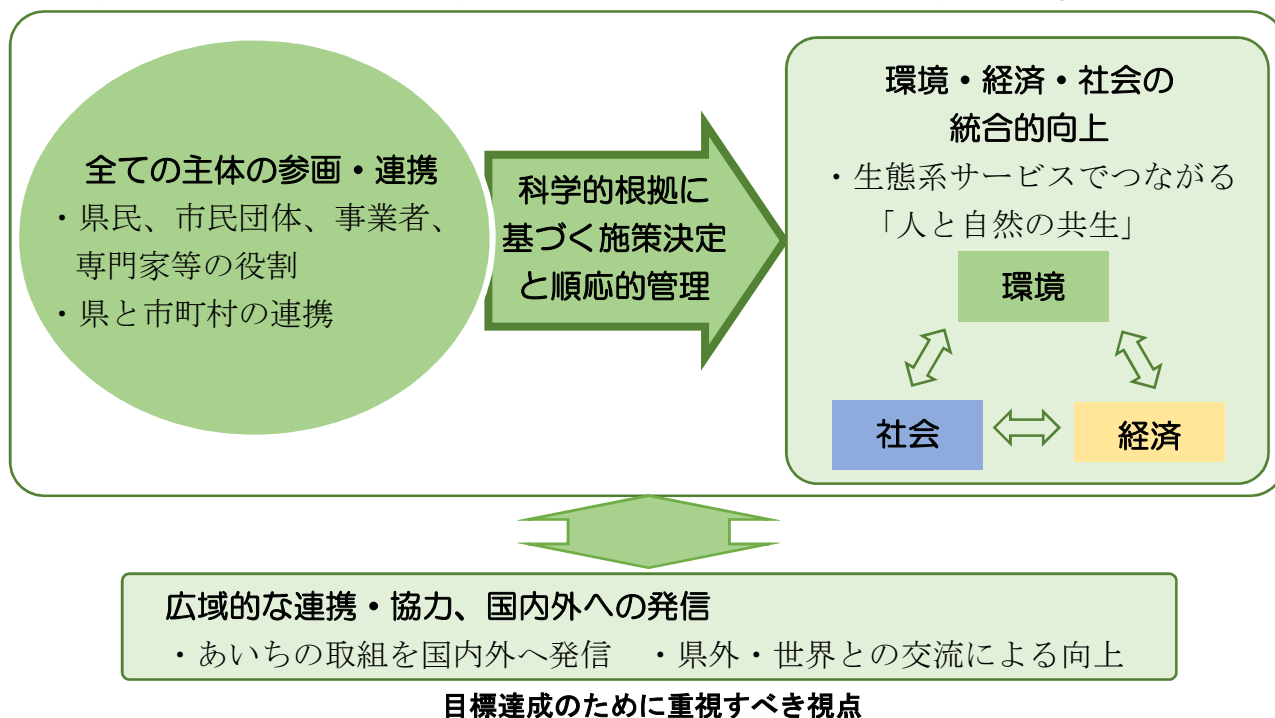 全ての主体の参画・連携
・県民、市民団体、事業者、
専門家等の役割
・県と市町村の連携
科学的根拠に
基づく施策決定
と順応的管理
環境・経済・社会の
統合的向上
・生態系サービスでつながる
「人と自然の共生」
環境
社会
経済
広域的な連携・協力、国内外への発信
・あいちの取組を国内外へ発信　・県外・世界との交流による向上
目標達成のために重視すべき視点